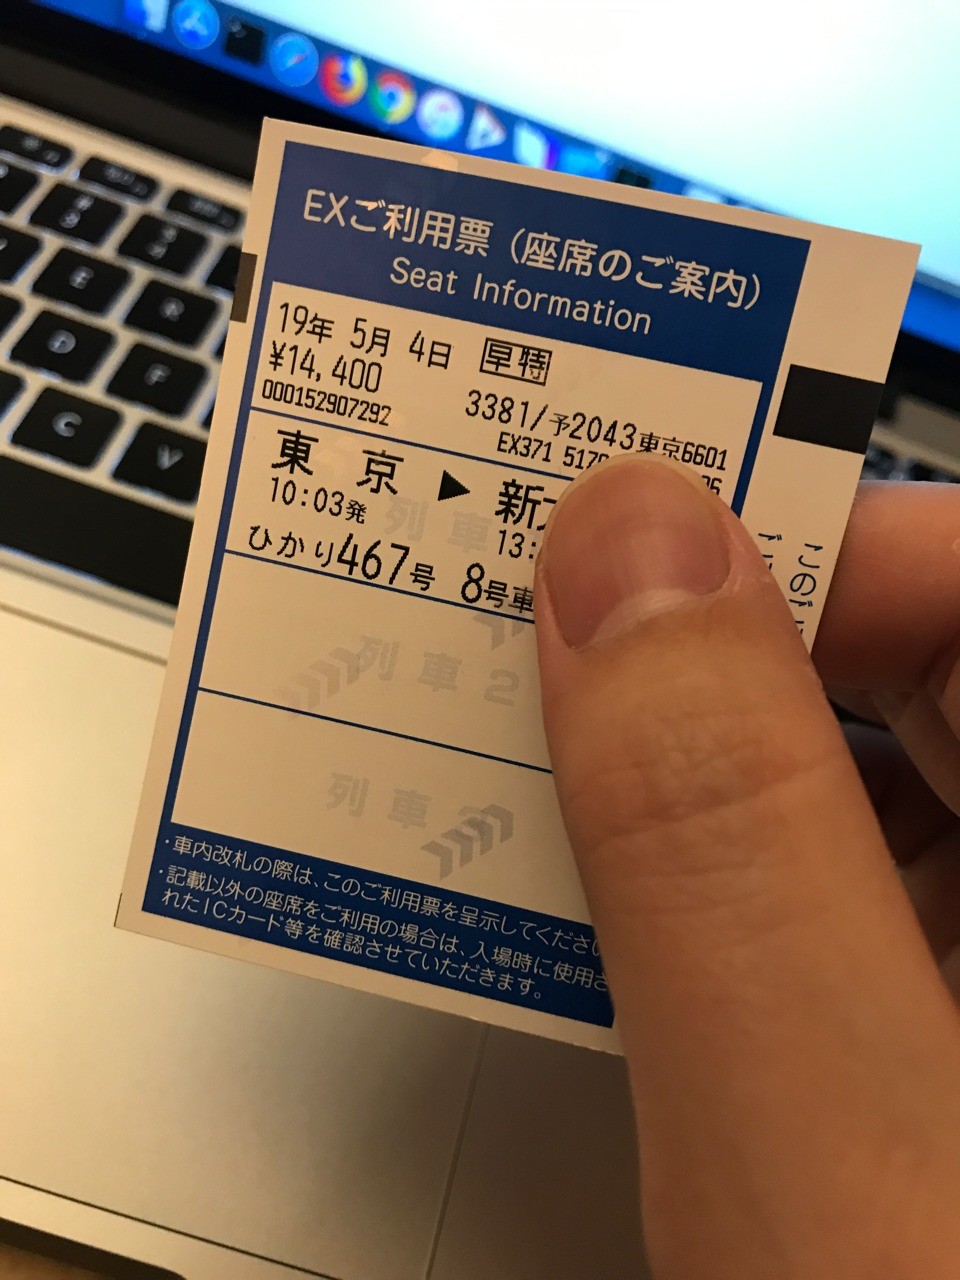 EXご利用票（座席のご案内）
Seat Information
19年 5月 4日 早特
¥14,400
3381/予2043東京6601
000152907292
EX371
東 京 ▶ 新
10:03発
13:
ひかり467号 8号車
列 車
列 車 2
列 車
・車内改札の際は、このご利用票を呈示してください
・記載以外の座席をご利用の場合は、入場時に使用さ
れたICカード等を確認させていただきます。
このご
E
R
D
F
C
V